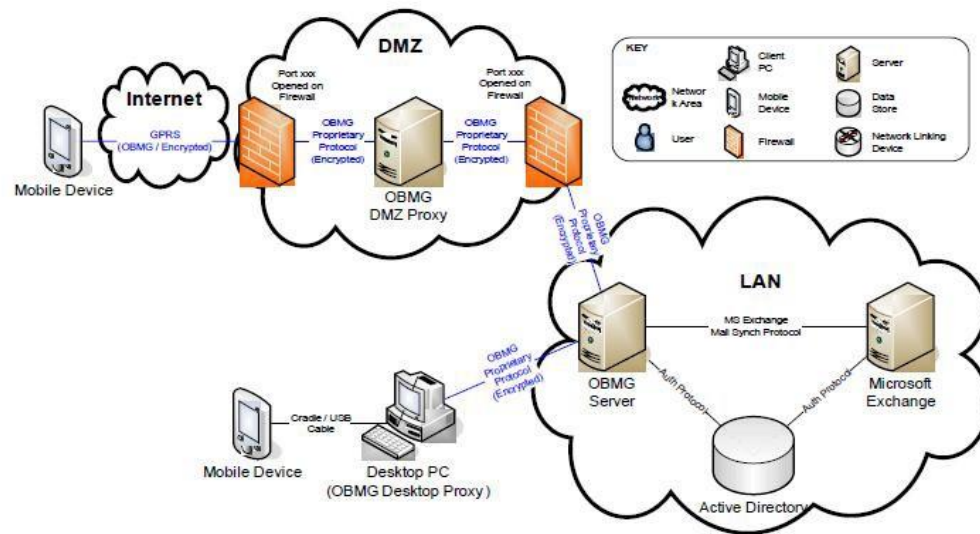 DMZ
Port xxx
Opened on
Firewall
Port xxx
Opened on
Firewall
Internet
GPRS
(OBMG / Encrypted)
Mobile Device
OBMG
Proprietary
Protocol
(Encrypted)
OBMG
Proprietary
Protocol
(Encrypted)
OBMG
DMZ Proxy
KEY
Client
PC
Server
Network
Networ
k Area
Mobile
Device
Data
Store
User
Firewall
Network Linking
Device
OBMG
Proprietary
Protocol
(Encrypted)
LAN
MS Exchange
Mail Synch Protocol
OBMG
Server
Microsoft
Exchange
Auth Protocol
Auth Protocol
Active Directory
OBMG
Proprietary
Protocol
(Encrypted)
Cradle / USB
Cable
Mobile Device
Desktop PC
(OBMG Desktop Proxy)